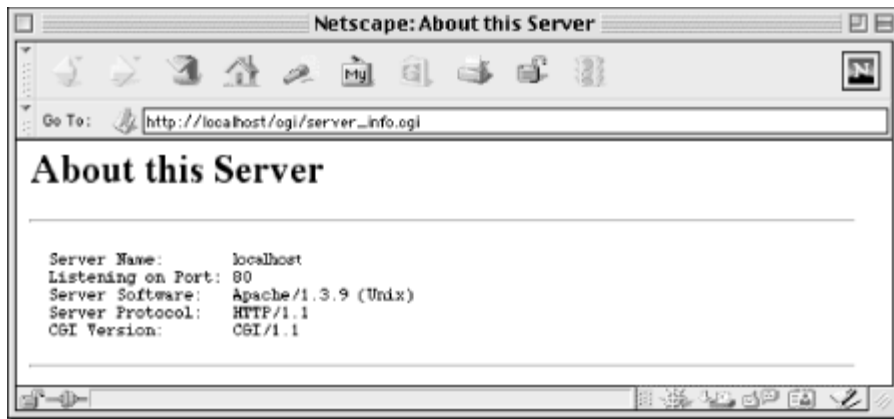 Netscape: About this Server
My
N
Go To: http://localhost/cgi/server_info.cgi
About this Server
Server Name: localhost
Listening on Port: 80
Server Software: Apache/1.3.9 (Unix)
Server Protocol: HTTP/1.1
CGI Version: CGI/1.1